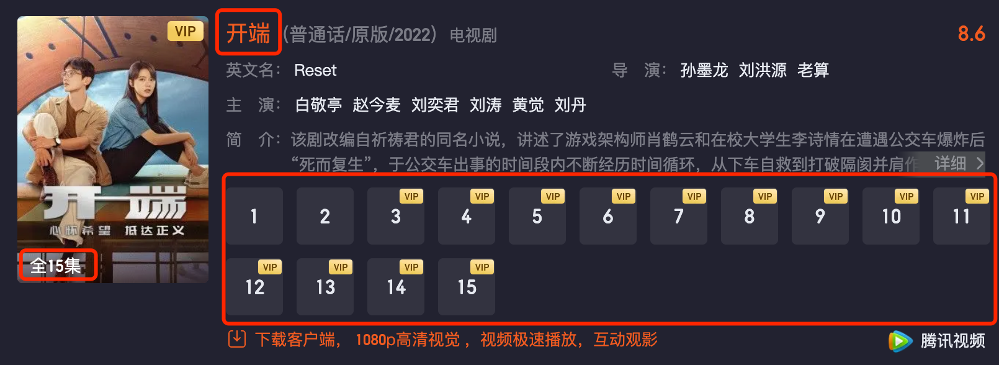 VIP
开端
心怀希望 抵达正义
全15集
开端 (普通话/原版/2022) 电视剧
8.6
英文名： Reset
导 演： 孙墨龙 刘洪源 老算
主 演： 白敬亭 赵今麦 刘奕君 刘涛 黄觉 刘丹
简 介： 该剧改编自祈祷君的同名小说，讲述了游戏架构师肖鹤云和在校大学生李诗情在遭遇公交车爆炸后
“死而复生”，于公交车出事的时间段内不断经历时间循环，从下车自救到打破隔阂并肩作 详细 >
1 2 3 VIP 4 VIP 5 VIP 6 VIP 7 VIP 8 VIP 9 VIP 10 VIP 11 VIP
12 VIP 13 VIP 14 VIP 15 VIP
下载客户端， 1080p高清视觉 ， 视频极速播放， 互动观影
腾讯视频